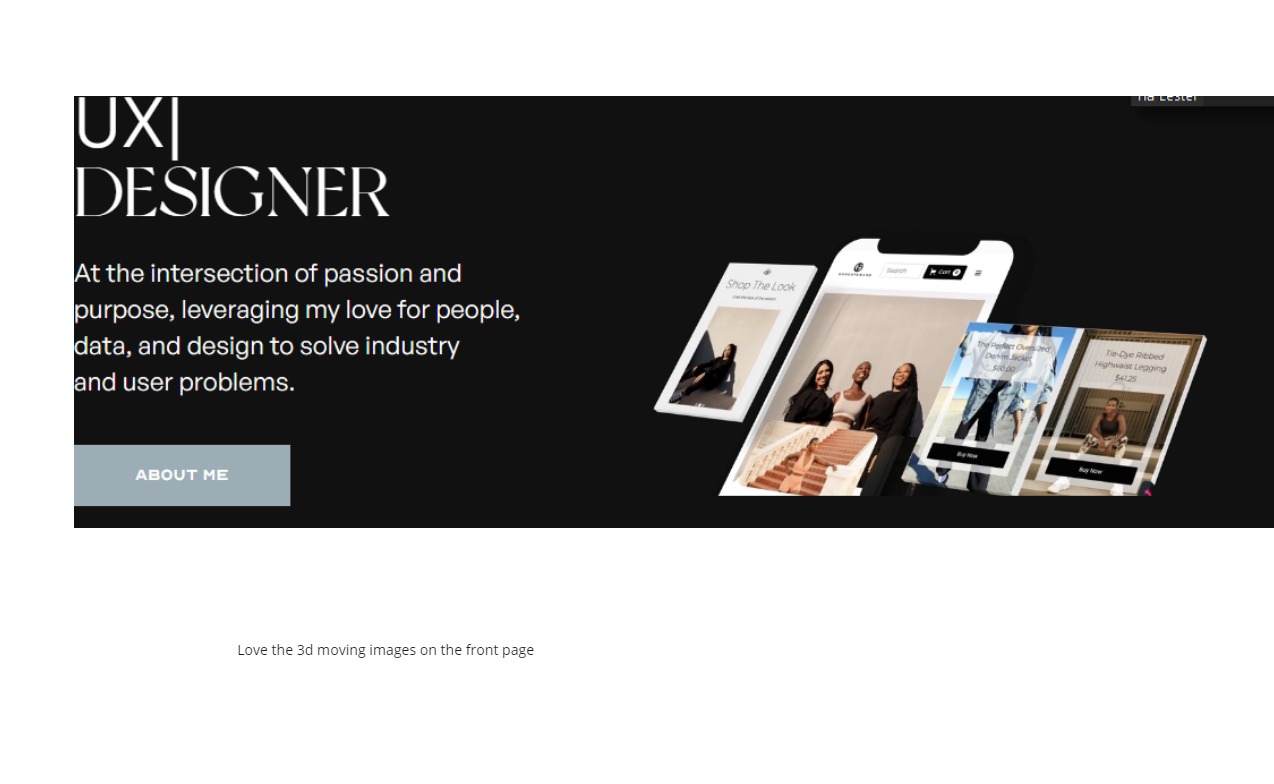 UX|
DESIGNER
At the intersection of passion and
purpose, leveraging my love for people,
data, and design to solve industry
and user problems.
ABOUT ME
Shop The Look
Search
Cart 0
The Perfect Oversized
Denim Jacket
$60.00
Buy Now
Tie-Dye Ribbed
Highwaist Legging
$41.25
Buy Now
Love the 3d moving images on the front page